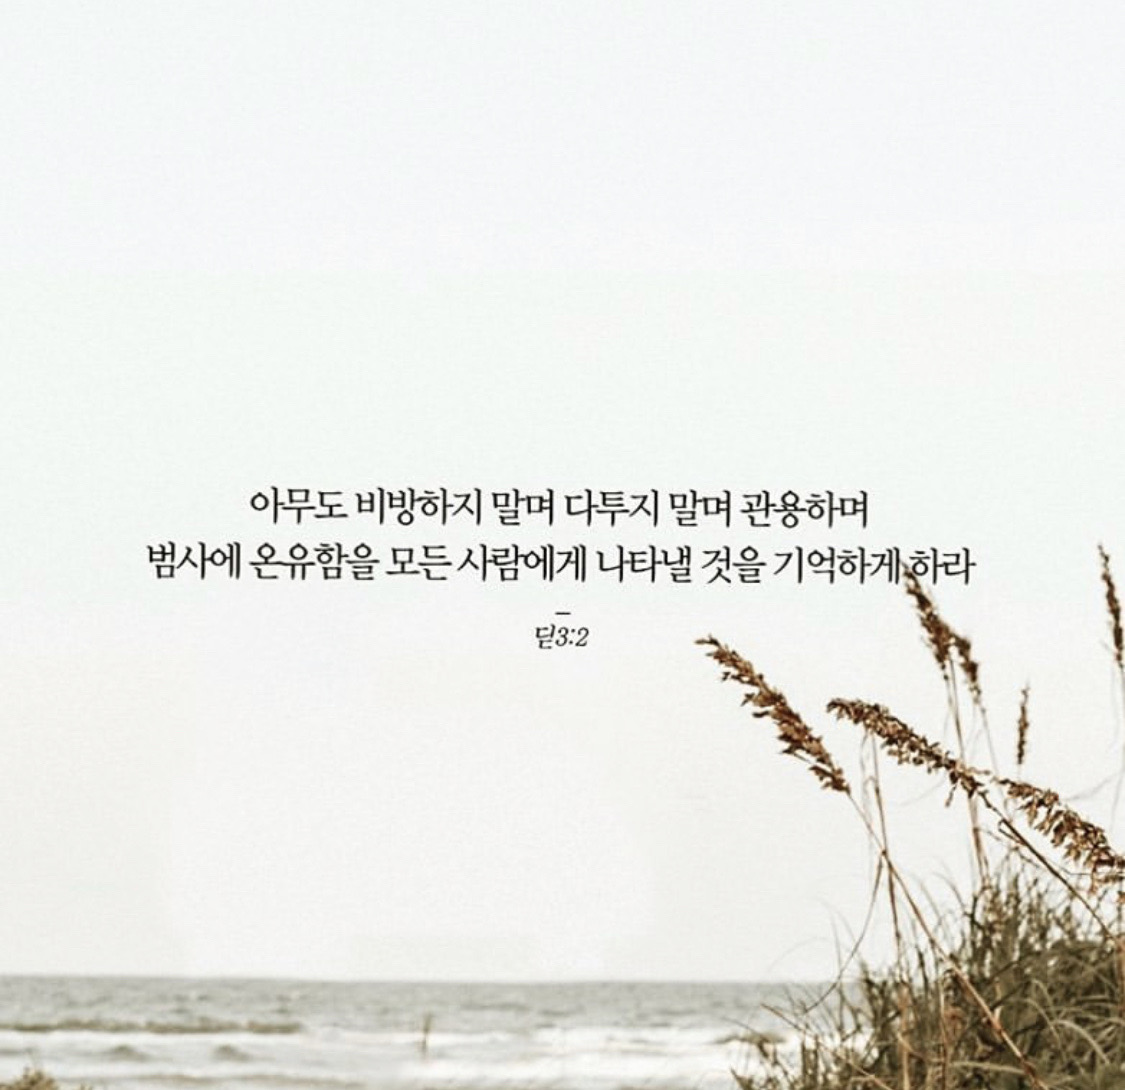 아무도 비방하지 말며 다투지 말며 관용하며
범사에 온유함을 모든 사람에게 나타낼 것을 기억하게 하라
–
딛3:2